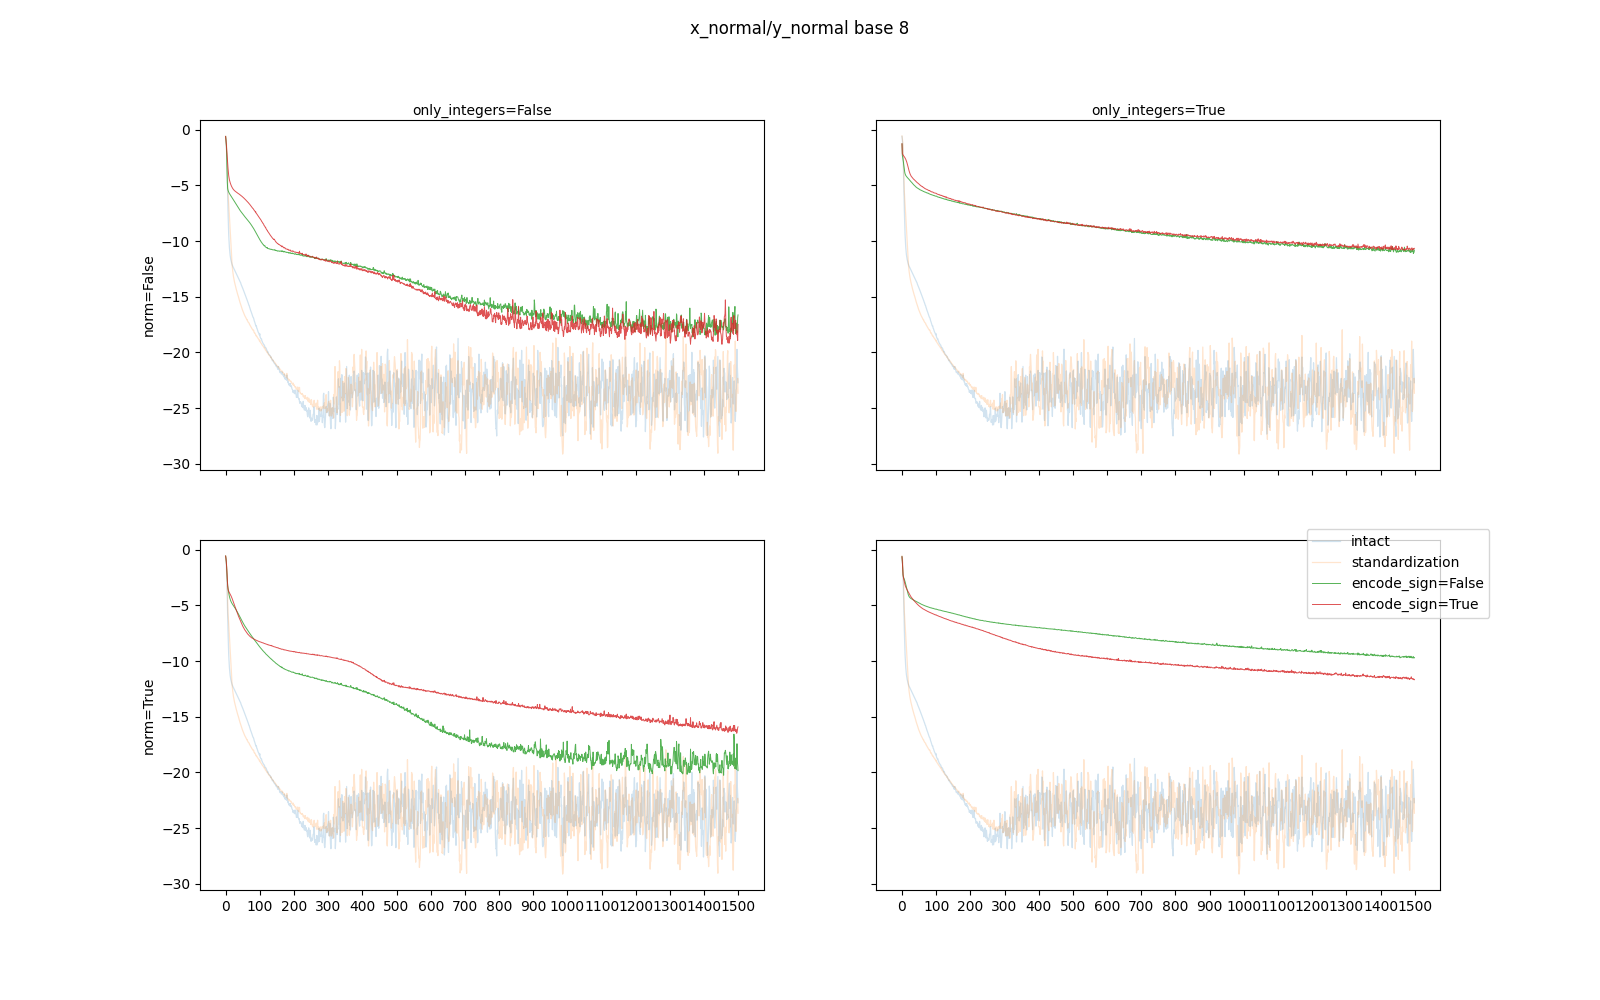 x_normal/y_normal base 8
only_integers=False
only_integers=True
norm=False
0
−5
−10
−15
−20
−25
−30
norm=True
0
−5
−10
−15
−20
−25
−30
intact
standardization
encode_sign=False
encode_sign=True
0 100 200 300 400 500 600 700 800 900 1000 1100 1200 1300 1400 1500
0 100 200 300 400 500 600 700 800 900 1000 1100 1200 1300 1400 1500